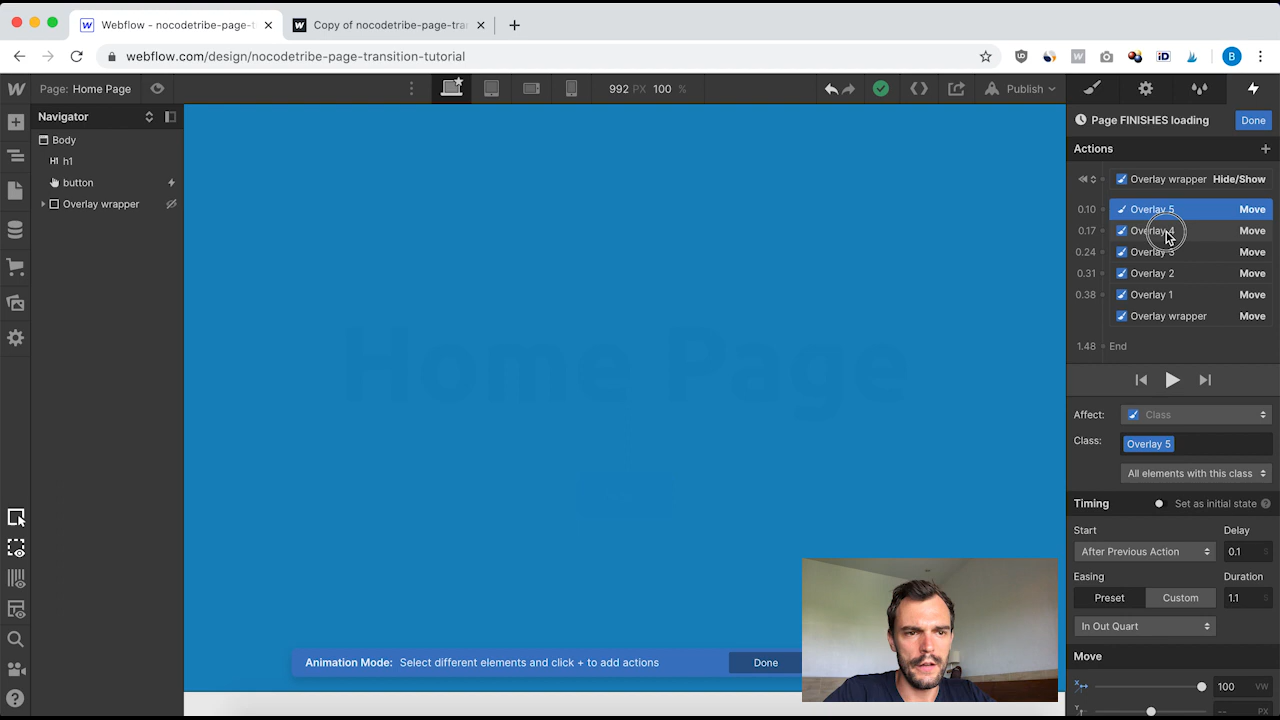 Webflow - nocodetribe-page-t
Copy of nocodetribe-page-tra
webflow.com/design/nocodetribe-page-transition-tutorial
Page: Home Page
992 PX 100 %
Publish
Navigator
Body
H1 h1
button
Overlay wrapper
Home Page
Animation Mode: Select different elements and click + to add actions
Done
Page FINISHES loading
Done
Actions
Overlay wrapper Hide/Show
0.10 Overlay 5 Move
0.17 Overlay 4 Move
0.24 Overlay 3 Move
0.31 Overlay 2 Move
0.38 Overlay 1 Move
Overlay wrapper Move
1.48 End
Affect: Class
Class: Overlay 5
All elements with this class
Timing Set as initial state
Start Delay
After Previous Action 0.1 S
Easing Duration
Preset Custom 1.1 S
In Out Quart
Move
X 100 VW
Y -- PX